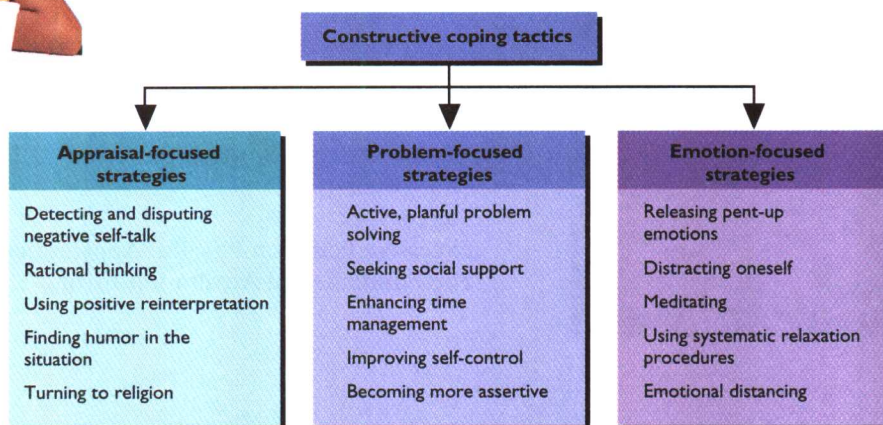 Constructive coping tactics
Appraisal-focused
strategies
Detecting and disputing
negative self-talk
Rational thinking
Using positive reinterpretation
Finding humor in the
situation
Turning to religion
Problem-focused
strategies
Active, planful problem
solving
Seeking social support
Enhancing time
management
Improving self-control
Becoming more assertive
Emotion-focused
strategies
Releasing pent-up
emotions
Distracting oneself
Meditating
Using systematic relaxation
procedures
Emotional distancing